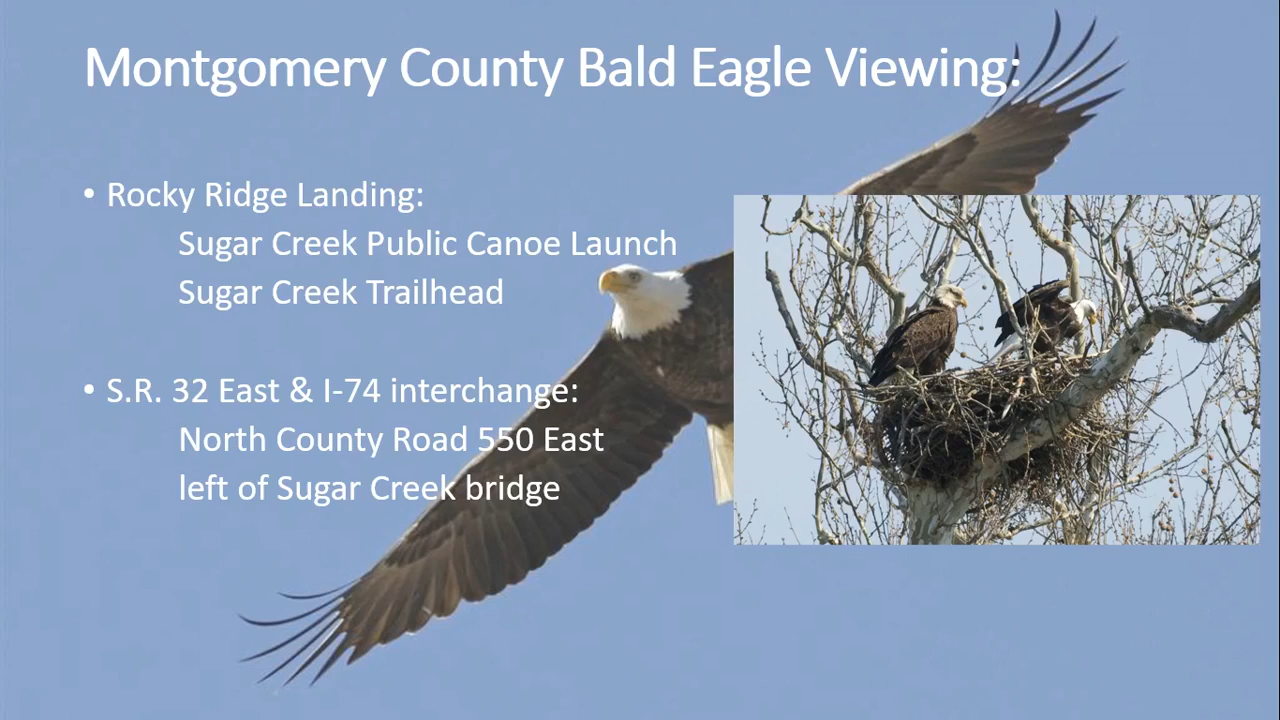 Montgomery County Bald Eagle Viewing:
• Rocky Ridge Landing:
Sugar Creek Public Canoe Launch
Sugar Creek Trailhead
• S.R. 32 East & I-74 interchange:
North County Road 550 East
left of Sugar Creek bridge